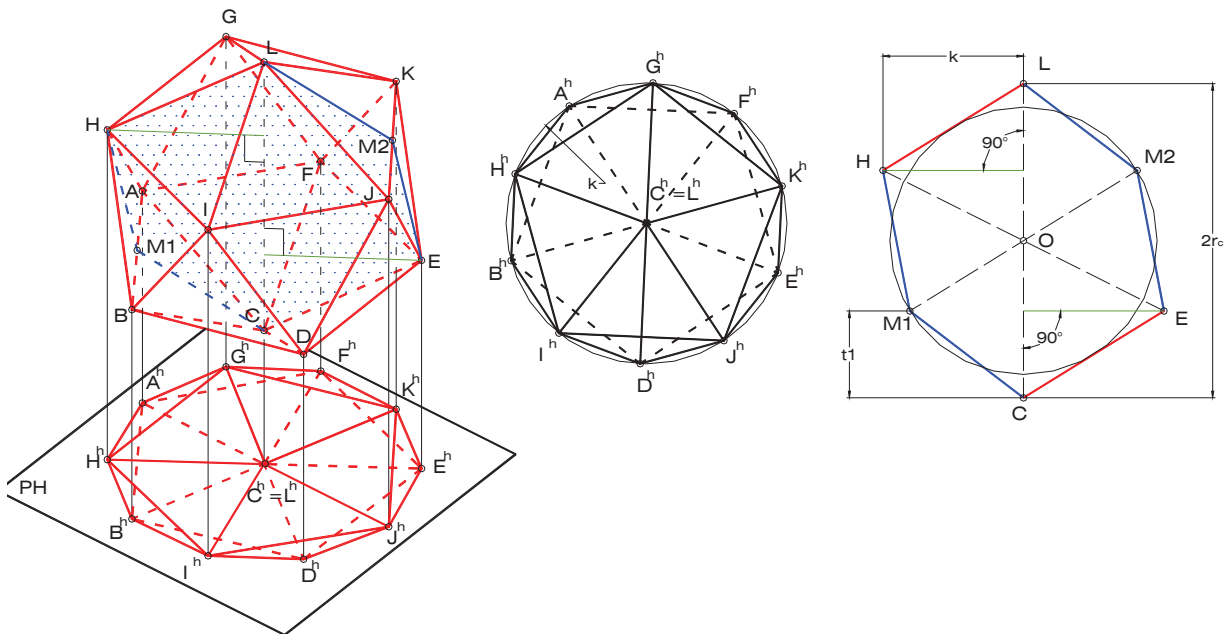 G
L
K
H
M2
A
F
J
I
M1
E
B
C
D
G^h
F^h
A^h
K^h
H^h
E^h
PH
C^h=L^h
B^h
J^h
I^h
D^h
G^h
A^h
F^h
H^h
k
K^h
C^h=L^h
B^h
E^h
I^h
J^h
D^h
k
L
90°
H
M2
O
2r_c
M1
E
t1
90°
C